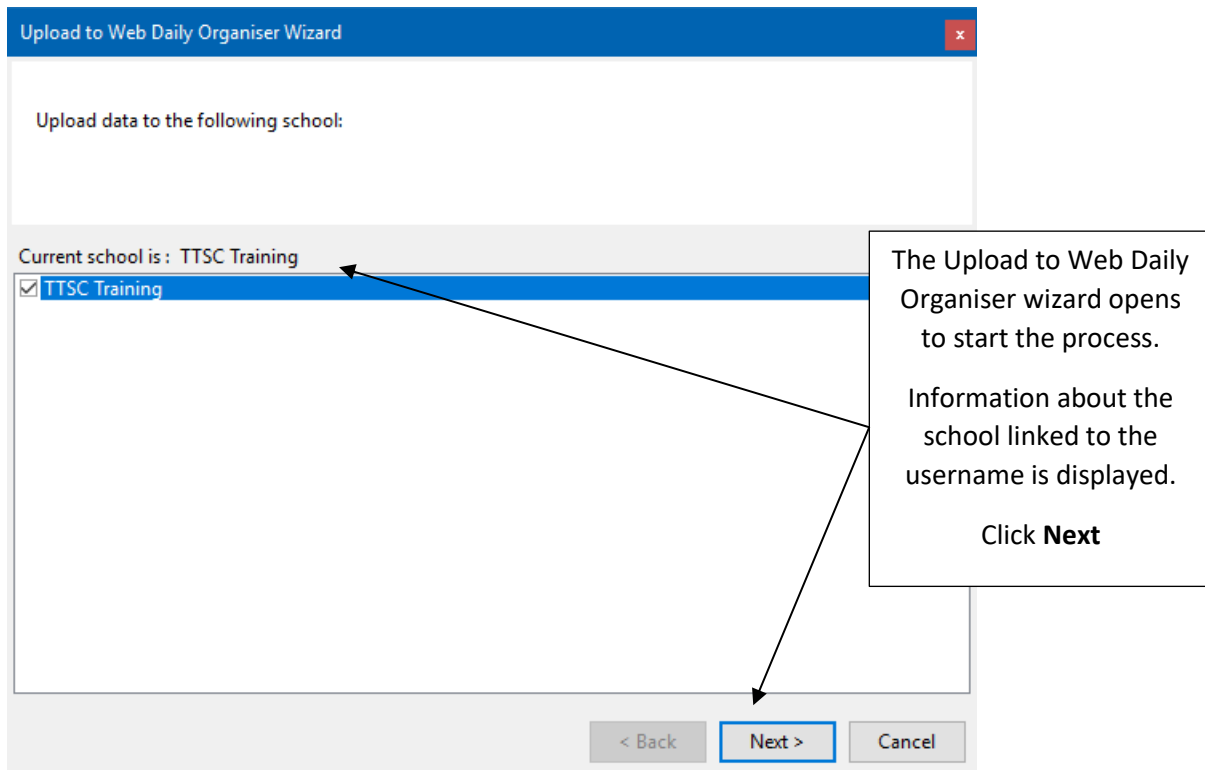 Upload to Web Daily Organiser Wizard
x
Upload data to the following school:
Current school is : TTSC Training
TTSC Training
The Upload to Web Daily
Organiser wizard opens
to start the process.
Information about the
school linked to the
username is displayed.
Click Next
< Back
Next >
Cancel